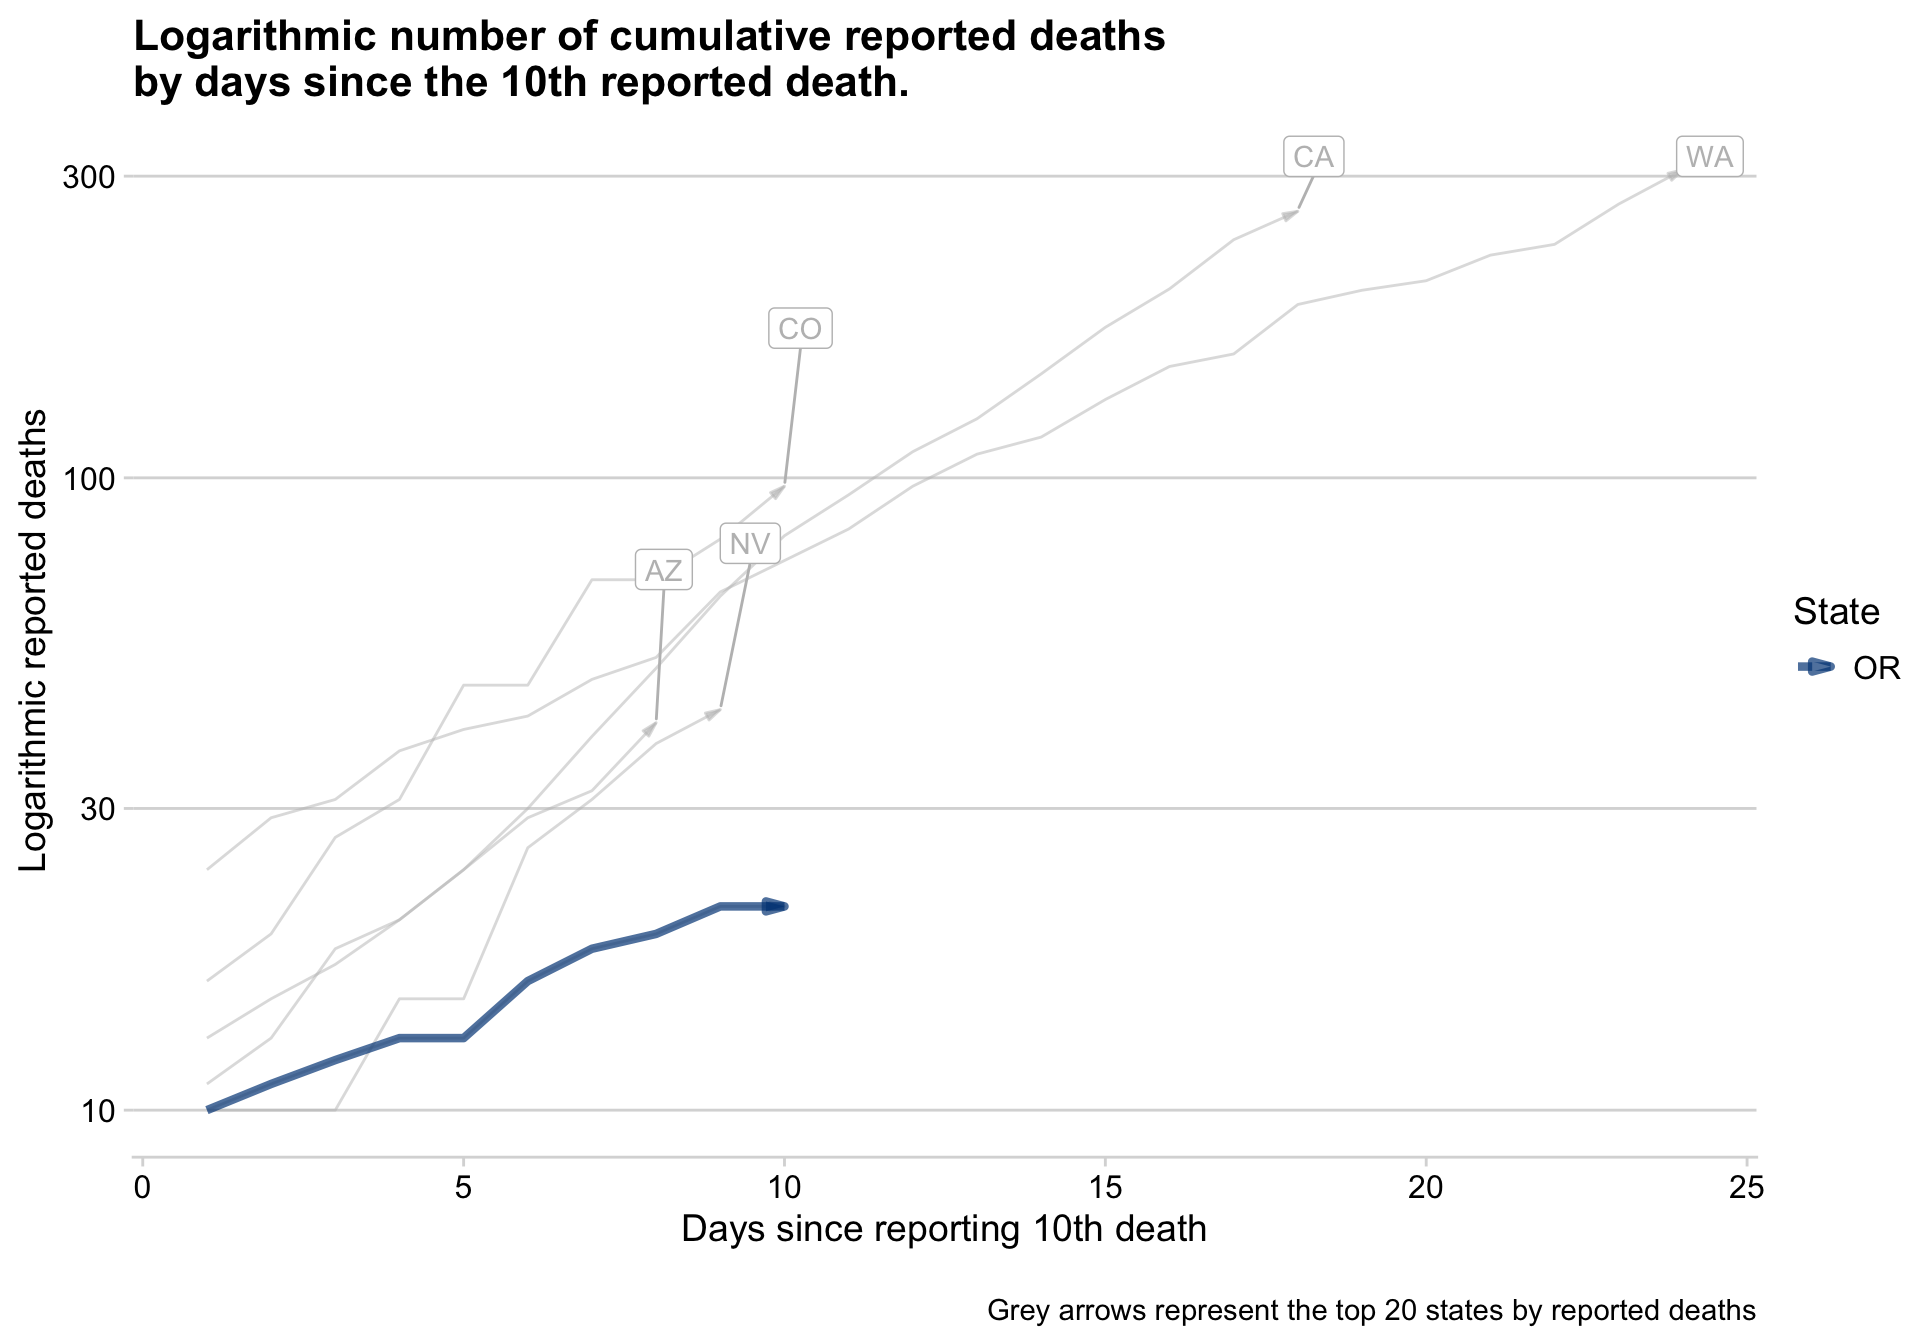 Logarithmic number of cumulative reported deaths
by days since the 10th reported death.
Logarithmic reported deaths
300
100
30
10
CA
WA
CO
NV
AZ
State
OR
0 5 10 15 20 25
Days since reporting 10th death
Grey arrows represent the top 20 states by reported deaths